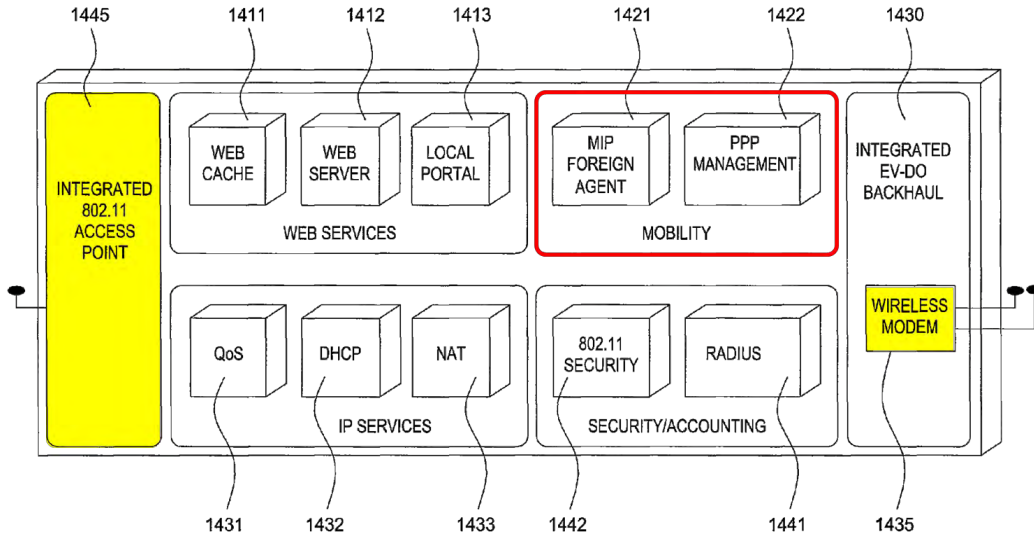 1445
1411
1412
1413
1421
1422
1430
INTEGRATED
802.11
ACCESS
POINT
WEB
CACHE
WEB
SERVER
LOCAL
PORTAL
WEB SERVICES
MIP
FOREIGN
AGENT
PPP
MANAGEMENT
MOBILITY
INTEGRATED
EV-DO
BACKHAUL
QoS
DHCP
NAT
IP SERVICES
802.11
SECURITY
RADIUS
SECURITY/ACCOUNTING
WIRELESS
MODEM
1431
1432
1433
1442
1441
1435